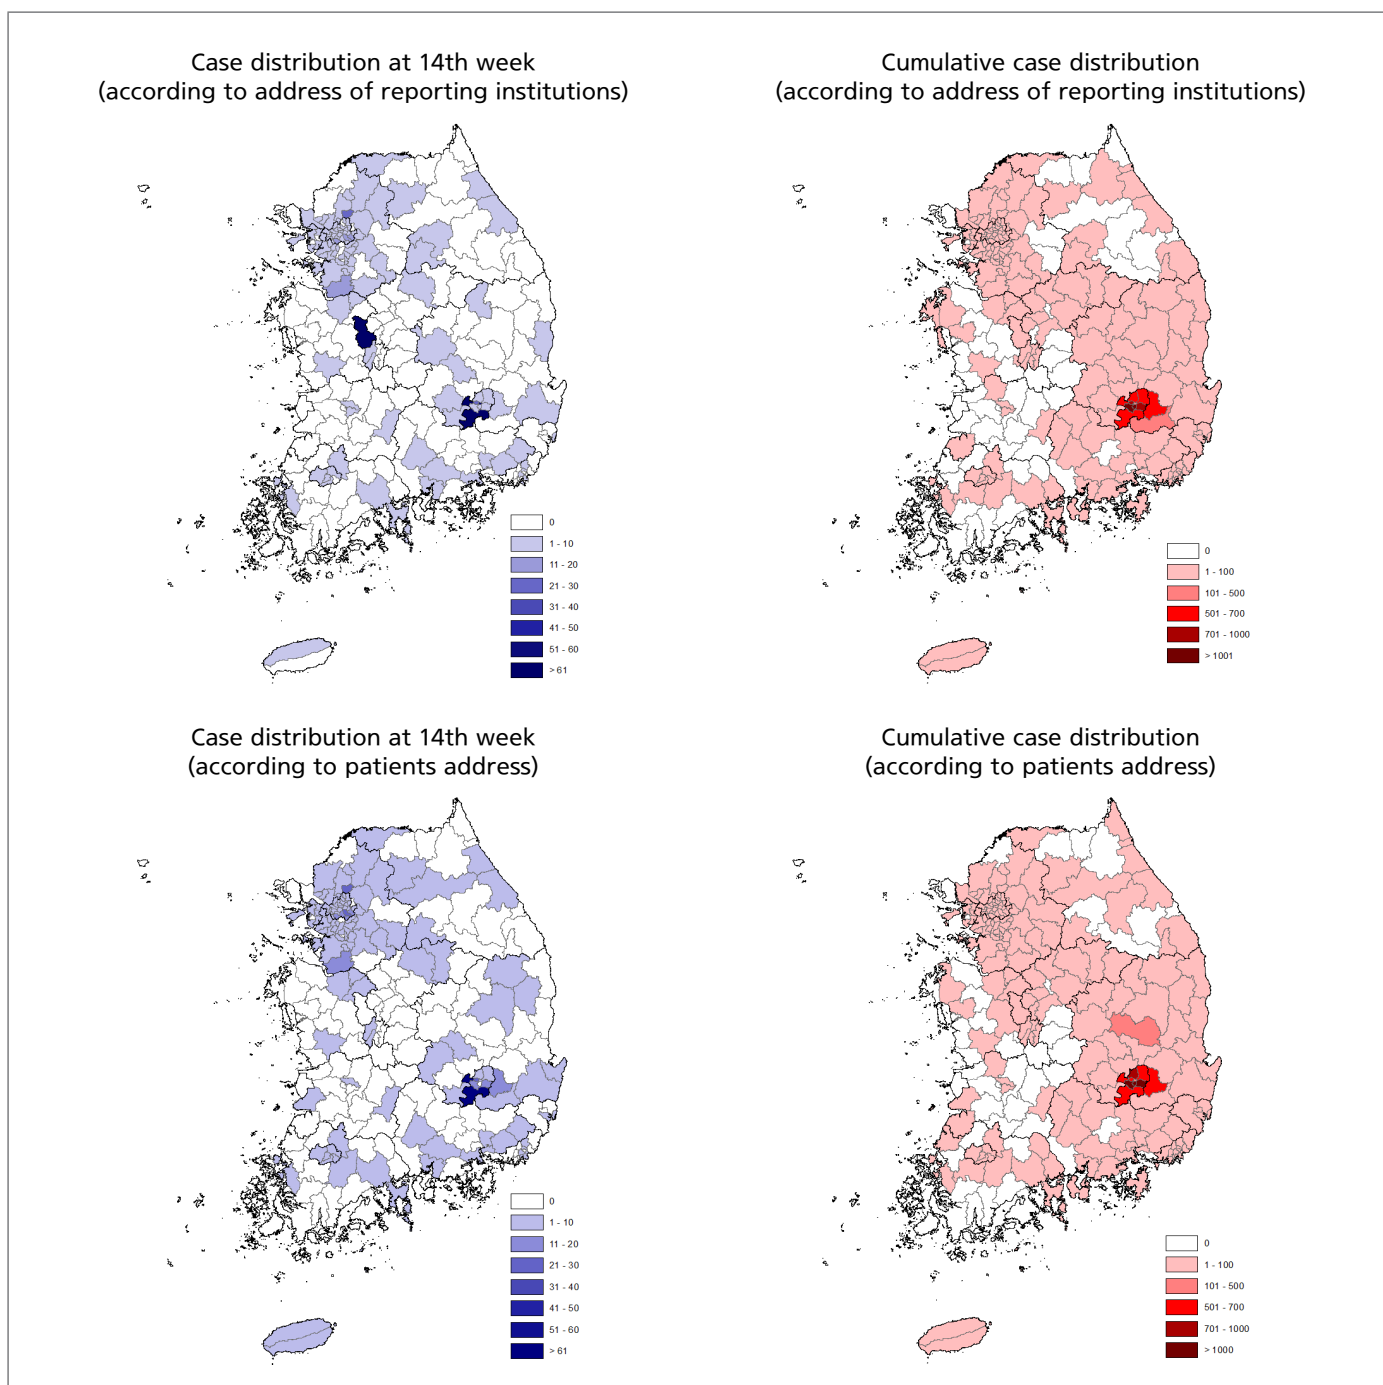 Case distribution at 14th week
(according to address of reporting institutions)
0
1 - 10
11 - 20
21 - 30
31 - 40
41 - 50
51 - 60
> 61
Cumulative case distribution
(according to address of reporting institutions)
0
1 - 100
101 - 500
501 - 700
701 - 1000
> 1001
Case distribution at 14th week
(according to patients address)
0
1 - 10
11 - 20
21 - 30
31 - 40
41 - 50
51 - 60
> 61
Cumulative case distribution
(according to patients address)
0
1 - 100
101 - 500
501 - 700
701 - 1000
> 1000